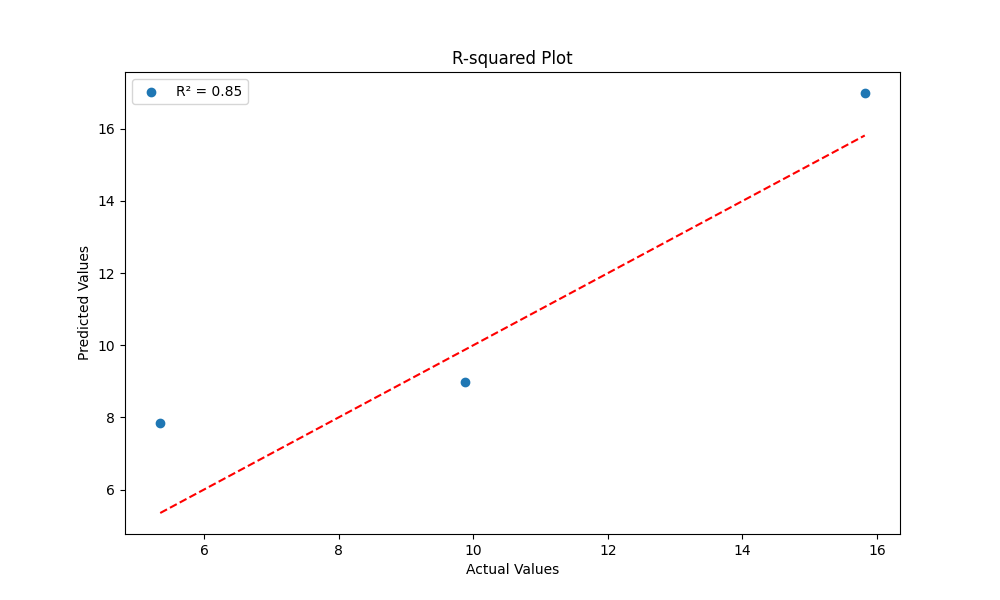 R-squared Plot
R² = 0.85
Predicted Values
16
14
12
10
8
6
6 8 10 12 14 16
Actual Values